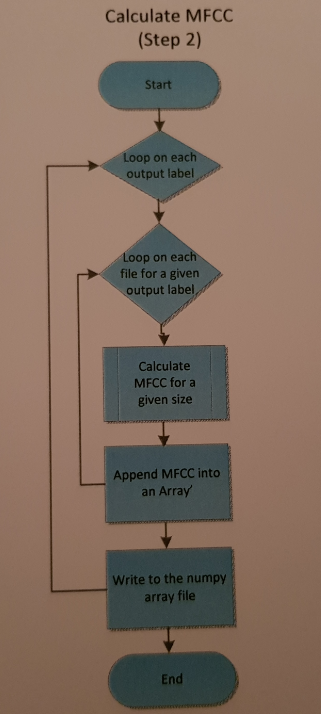 Calculate MFCC
(Step 2)
Start
Loop on each
output label
Loop on each
file for a given
output label
Calculate
MFCC for a
given size
Append MFCC into
an Array'
Write to the numpy
array file
End